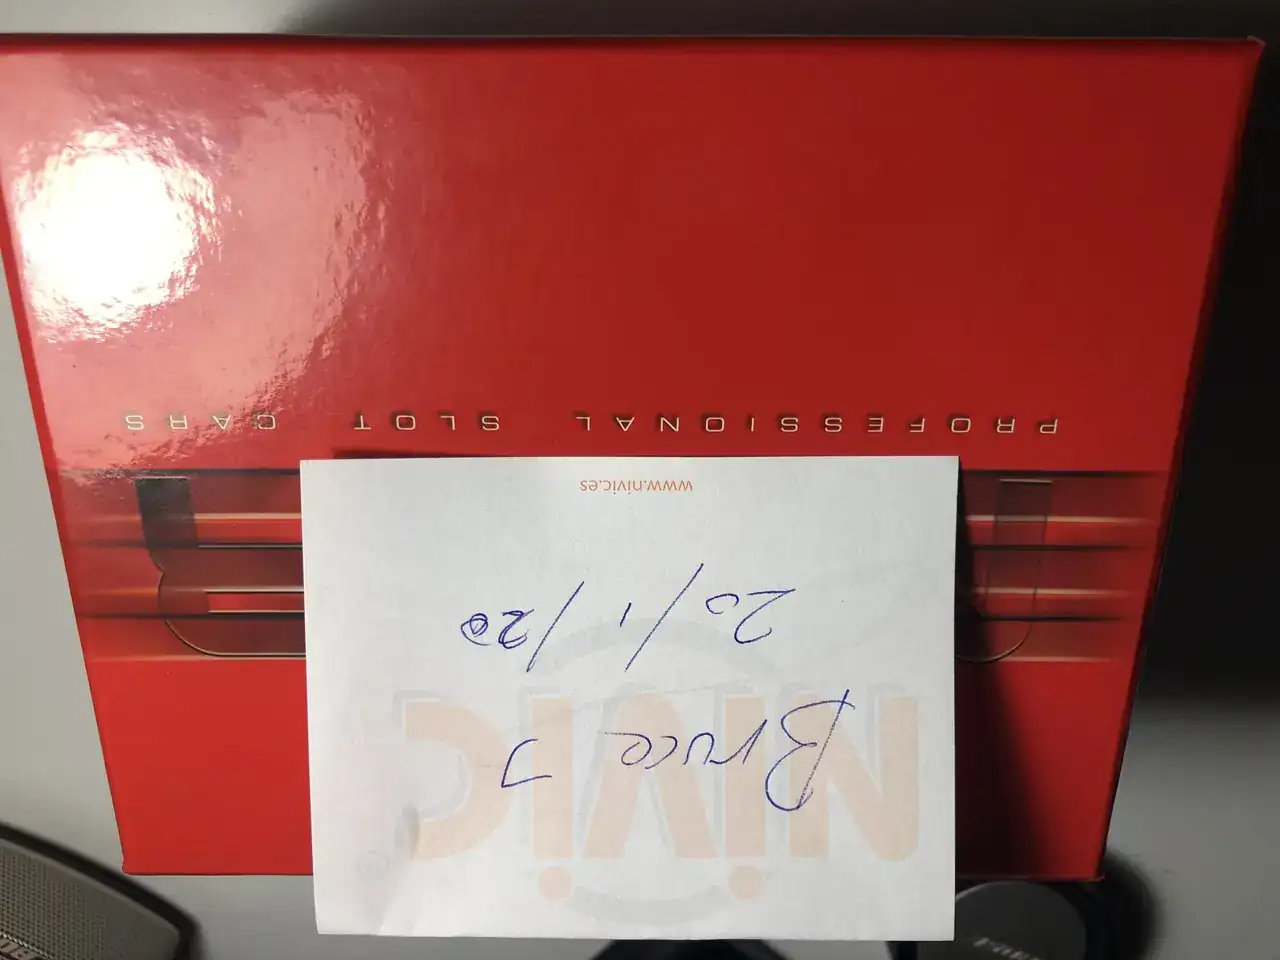 NIVIC
Bruce J
20/1/20
www.nivic.es
PROFESSIONAL SLOT CARS